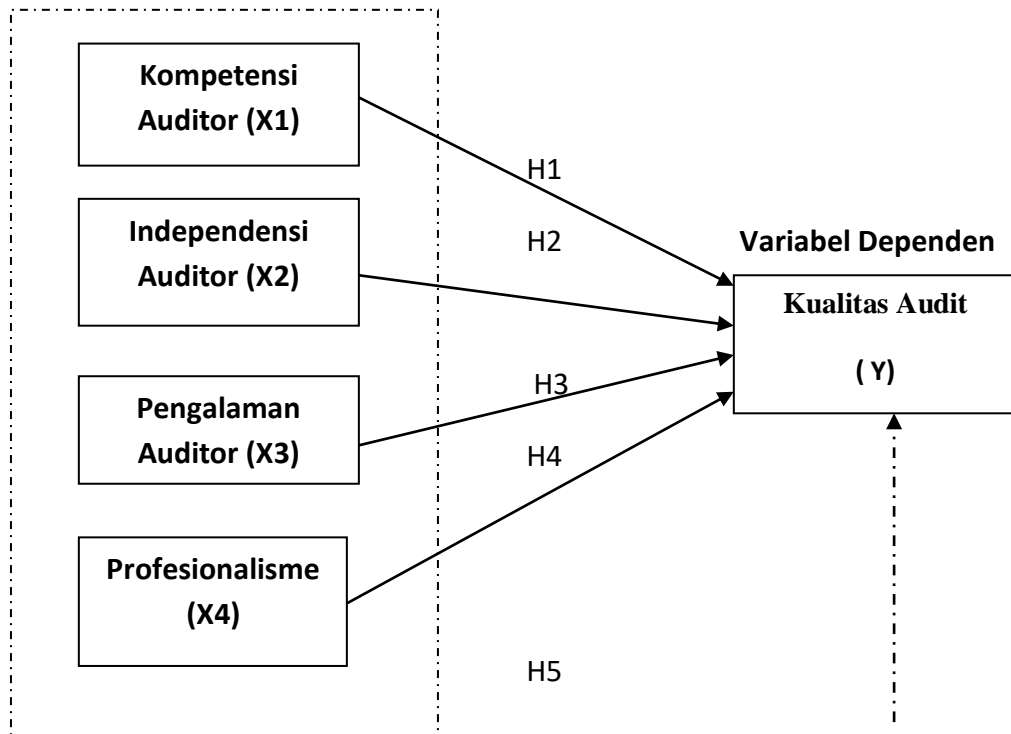 Kompetensi
Auditor (X1)
H1
Independensi
Auditor (X2)
H2
Variabel Dependen
Kualitas Audit
( Y)
Pengalaman
Auditor (X3)
H3
H4
Profesionalisme
(X4)
H5